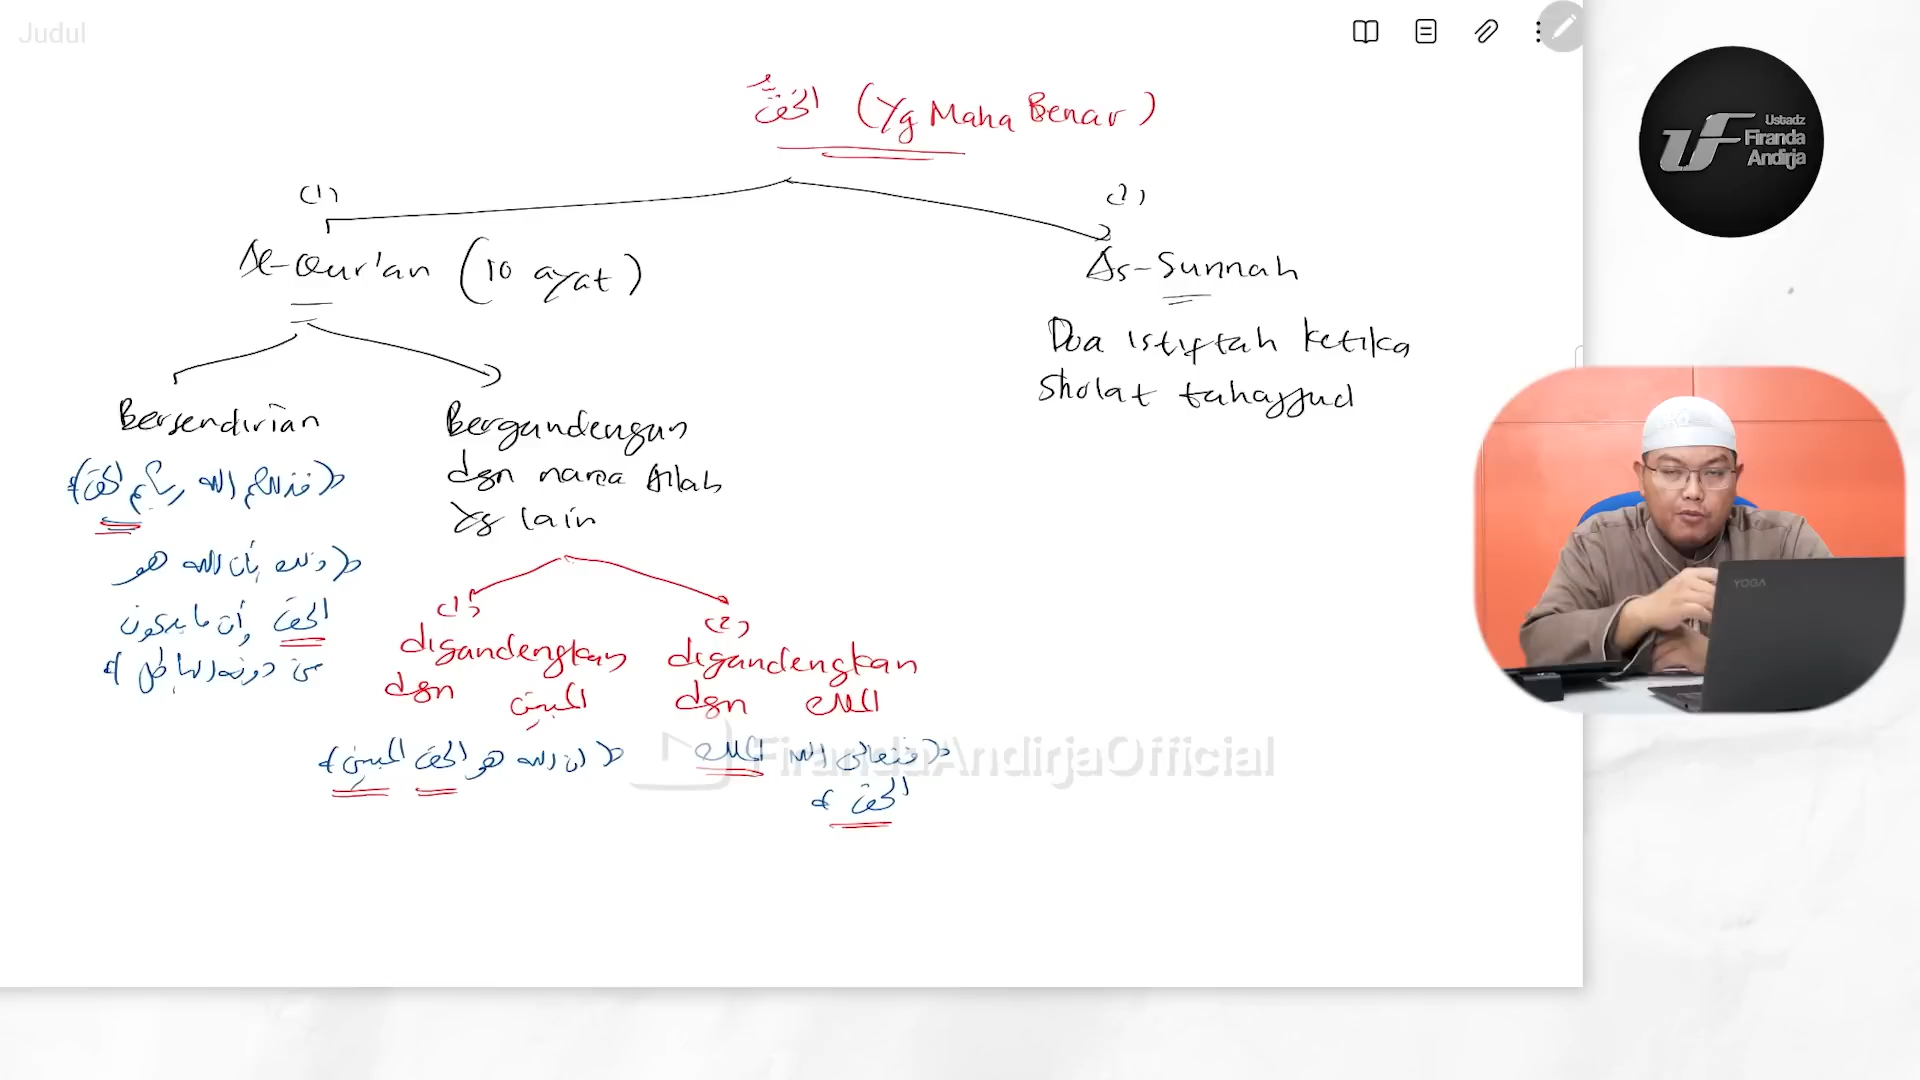 Judul
الحقُّ (Yg Maha Benar)
(1)
Al-Qur'an (10 ayat)
Bersendirian
﴿فذلكم الله ربكم الحق﴾
﴿ذلك بأن الله هو
الحق وأن ما يدعون
من دونه الباطل﴾
Bergandengan
dgn nama Allah
Yg lain
(1)
digandengkan
dgn المبين
﴿أن الله هو الحق المبين﴾
(2)
digandengkan
dgn الملك
﴿فتعالى الله الملك
الحق﴾
(2)
As-Sunnah
Doa istiftah ketika
Sholat tahajjud
FirandaAndirjaOfficial
UF
Ustadz
Firanda
Andirja
YOGA